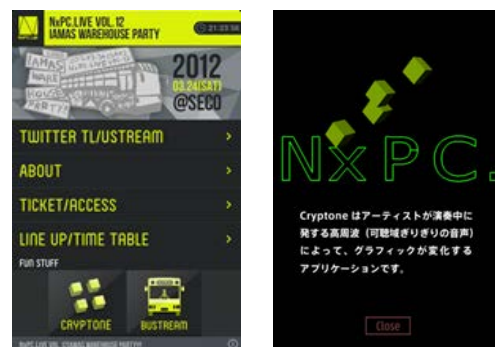 NxPC.LIVE VOL.12
IAMAS WAREHOUSE PARTY
21:23:58
IAMAS
WARE
HOUSE
PARTY!
2012
03.24(SAT)
@SECO
TWITTER TL/USTREAM
ABOUT
TICKET/ACCESS
LINE UP/TIME TABLE
FUN STUFF
CRYPTONE
BUSTREAM
NxPC.LIVE VOL.12
IAMAS WAREHOUSE PARTY!!!
NxPC.
Cryptone はアーティストが演奏中に
発する高周波（可聴域ぎりぎりの音声）
によって、グラフィックが変化する
アプリケーションです。
Close